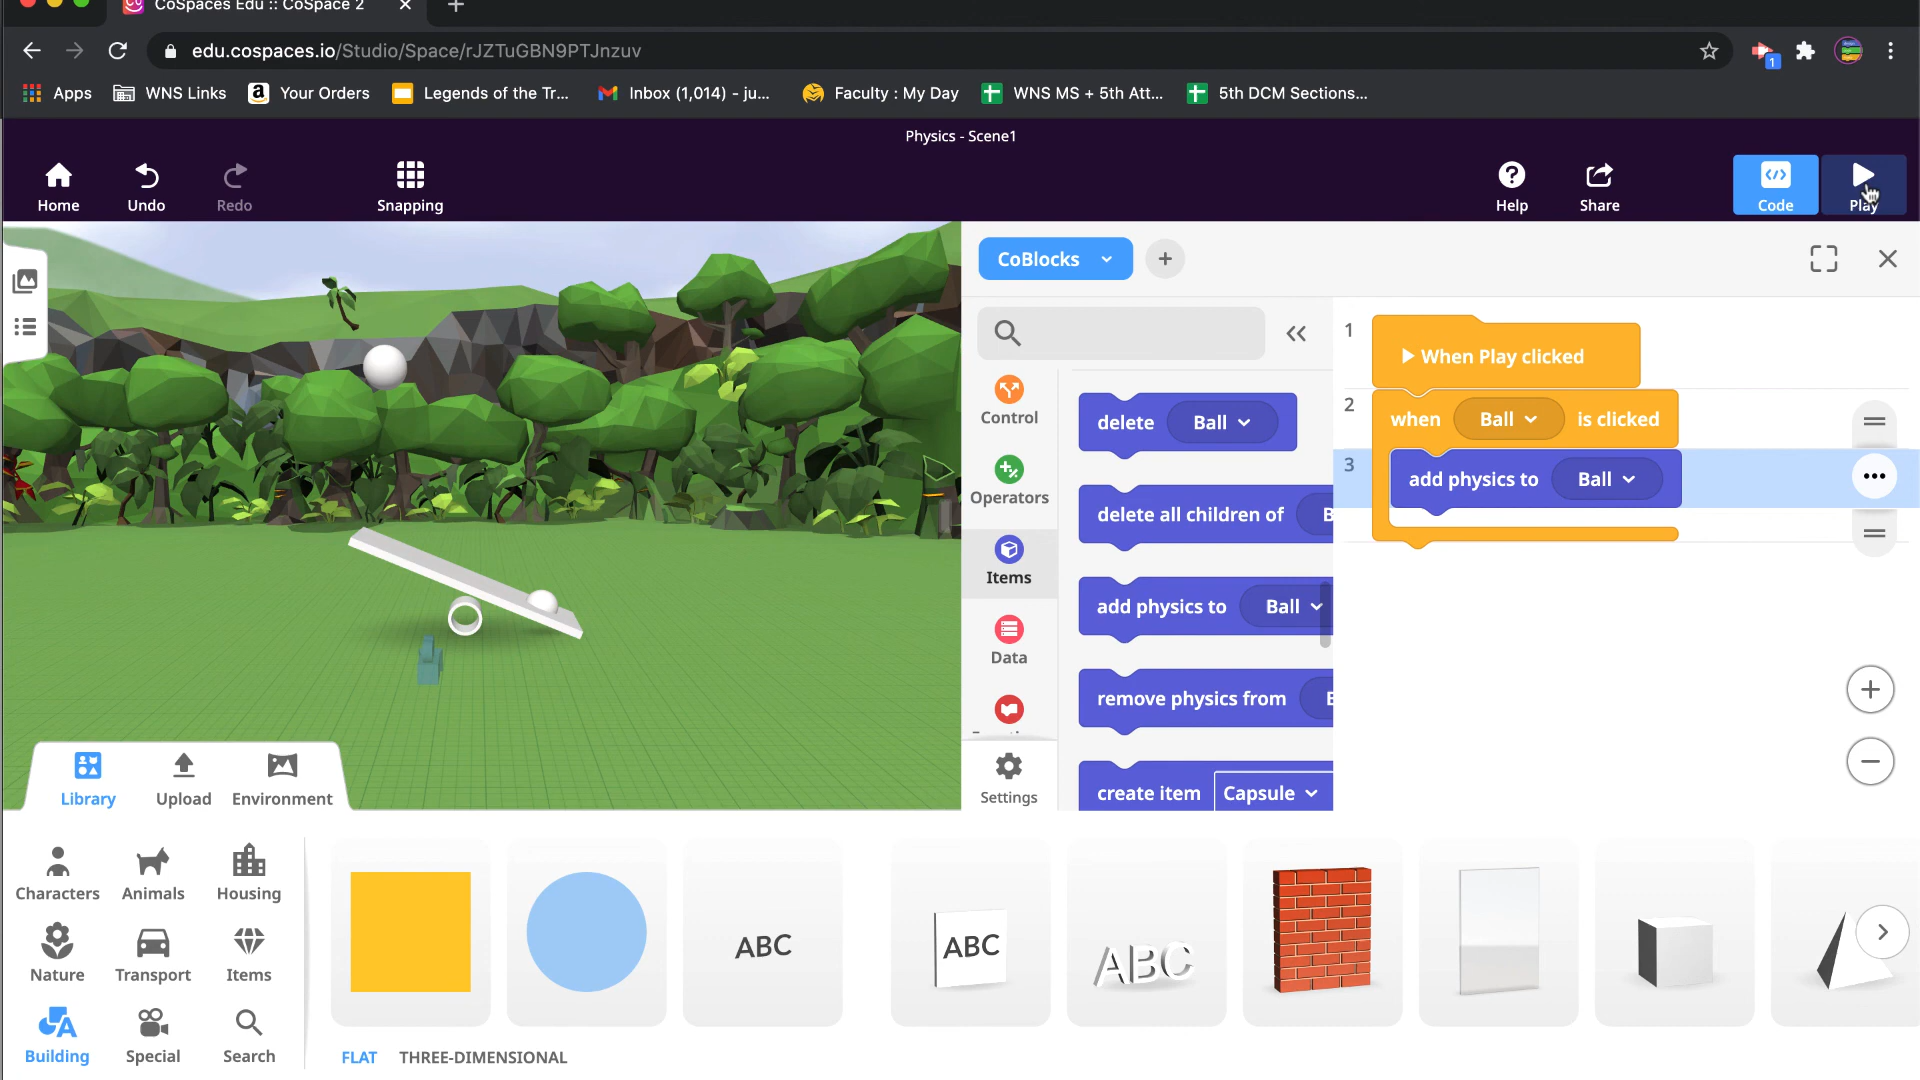 CoSpaces Edu :: CoSpace 2
edu.cospaces.io/Studio/Space/rJZTuGBN9PTJnzuv
1
Apps WNS Links Your Orders Legends of the Tr... Inbox (1,014) - ju... Faculty : My Day WNS MS + 5th Att... 5th DCM Sections...
Physics - Scene1
Home Undo Redo Snapping Help Share Code Play
CoBlocks
Control
Operators
Items
Data
Settings
delete Ball
delete all children of B
add physics to Ball
remove physics from
create item Capsule
1 When Play clicked
2 when Ball is clicked
3 add physics to Ball
Library Upload Environment
Characters Animals Housing
Nature Transport Items
Building Special Search
ABC ABC ABC
FLAT THREE-DIMENSIONAL